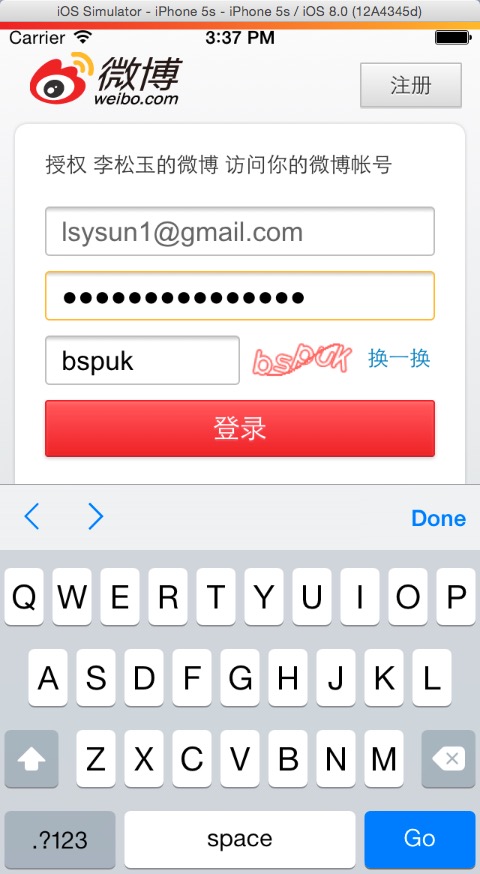 iOS Simulator - iPhone 5s - iPhone 5s / iOS 8.0 (12A4345d)
Carrier 3:37 PM
微博
weibo.com
注册
授权 李松玉的微博 访问你的微博帐号
lsysun1@gmail.com
●●●●●●●●●●●●●●●
bspuk bspuk 换一换
登录
Done
Q W E R T Y U I O P
A S D F G H J K L
Z X C V B N M
.?123 space Go